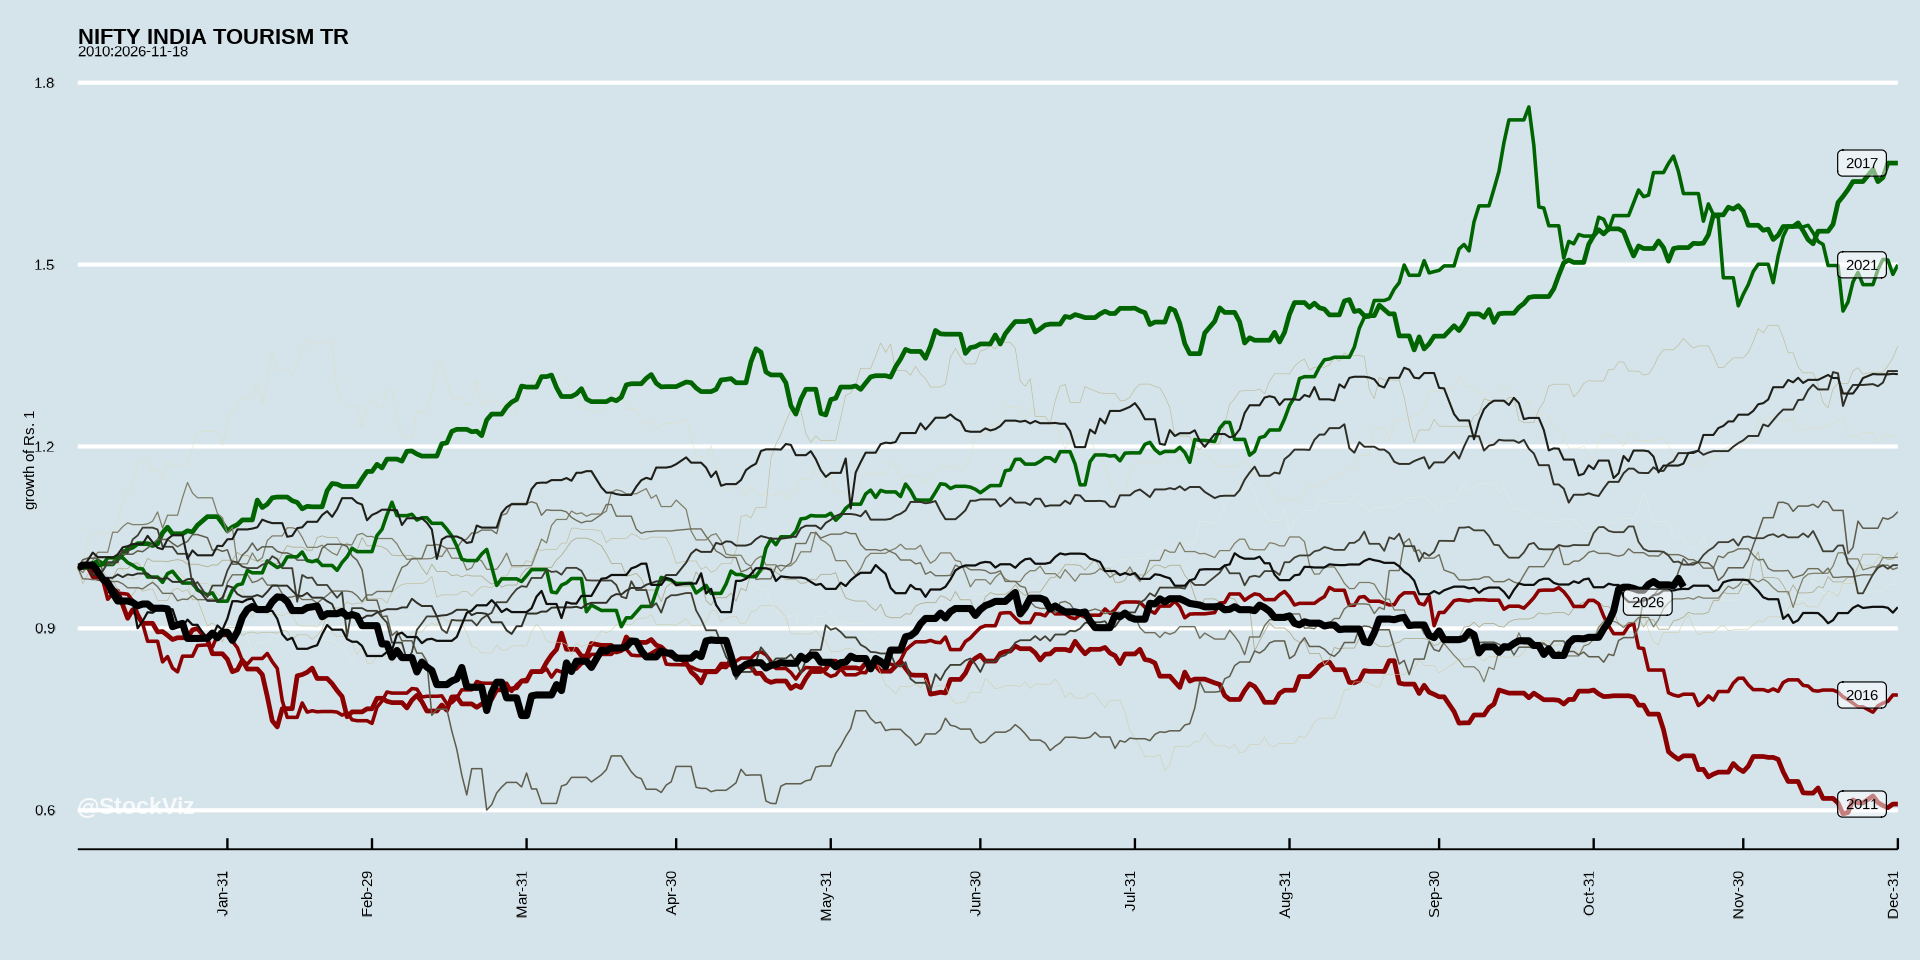 NIFTY INDIA TOURISM TR
2010:2026-11-18
1.8
1.5
1.2
0.9
0.6
growth of Rs. 1
2017
2021
2026
2016
2011
@StockViz
Jan-31
Feb-29
Mar-31
Apr-30
May-31
Jun-30
Jul-31
Aug-31
Sep-30
Oct-31
Nov-30
Dec-31